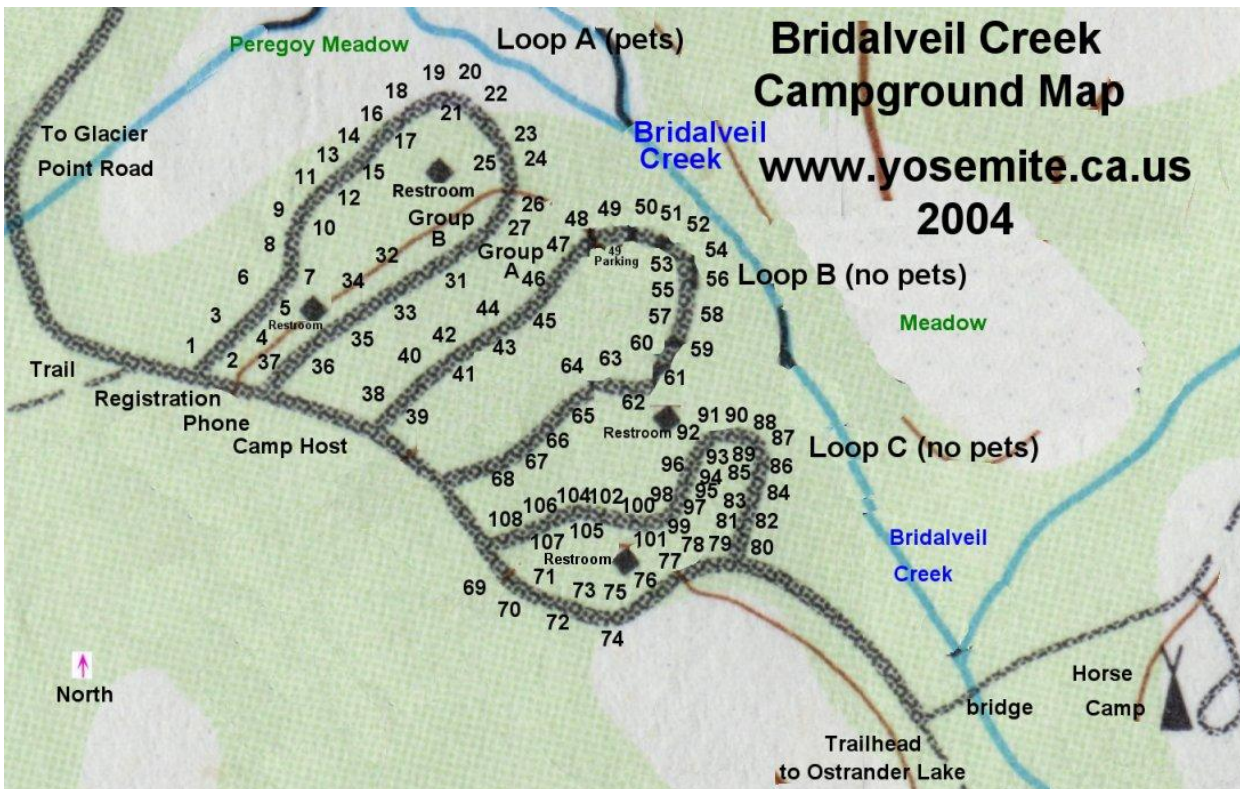 Bridalveil Creek
Campground Map
www.yosemite.ca.us
2004
Peregoy Meadow
Loop A (pets)
To Glacier
Point Road
Bridalveil
Creek
19 20
18 22
16 21
14 17 23
13 25 24
11 15
Restroom
12
9 10
Group
B
26
27
8
32
Group
A
48 49 50 51 52
47
49
Parking
54
53
56
Loop B (no pets)
6 7 34 31 46
55
5
Restroom
44
57 58
Meadow
3 33 45
4 35 42 43
60 59
1 2 37 36 40 41
64 63 61
Trail
Registration
Phone
Camp Host
38
39
62
65
Restroom
66
67
68
91 90 88
92 87
Loop C (no pets)
96 93 89 86
94 85
98 95 84
97 83
106 104 102 100
108 99 81 82
107 105 101 78 79 80
Restroom
77
69 71 76
70 73 75
72
74
Bridalveil
Creek
North
Horse
Camp
bridge
Trailhead
to Ostrander Lake